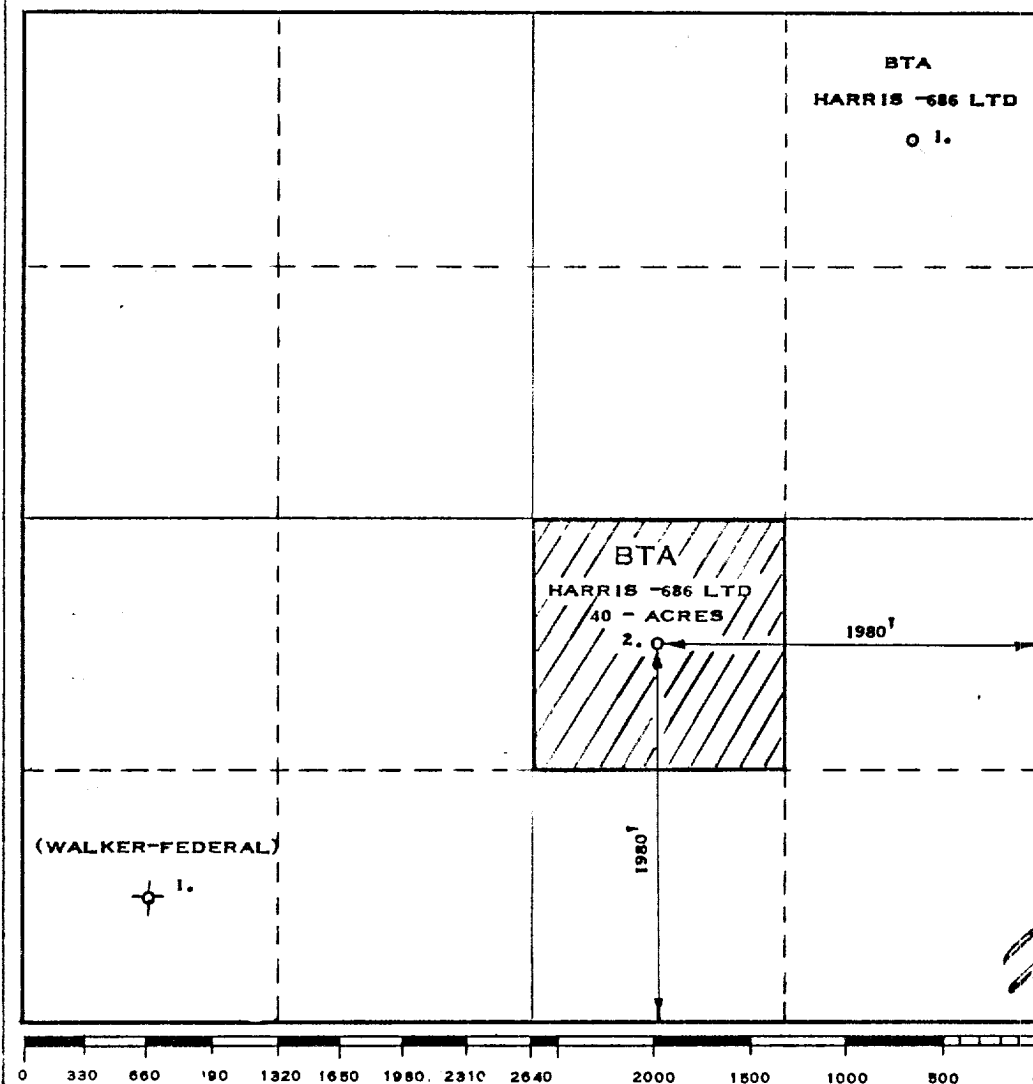 BTA
HARRIS -686 LTD
1.
BTA
HARRIS -686 LTD
40 - ACRES
2.
1980'
1980'
(WALKER-FEDERAL)
1.
0 330 660 190 1320 1650 1980. 2310 2640 2000 1500 1000 500